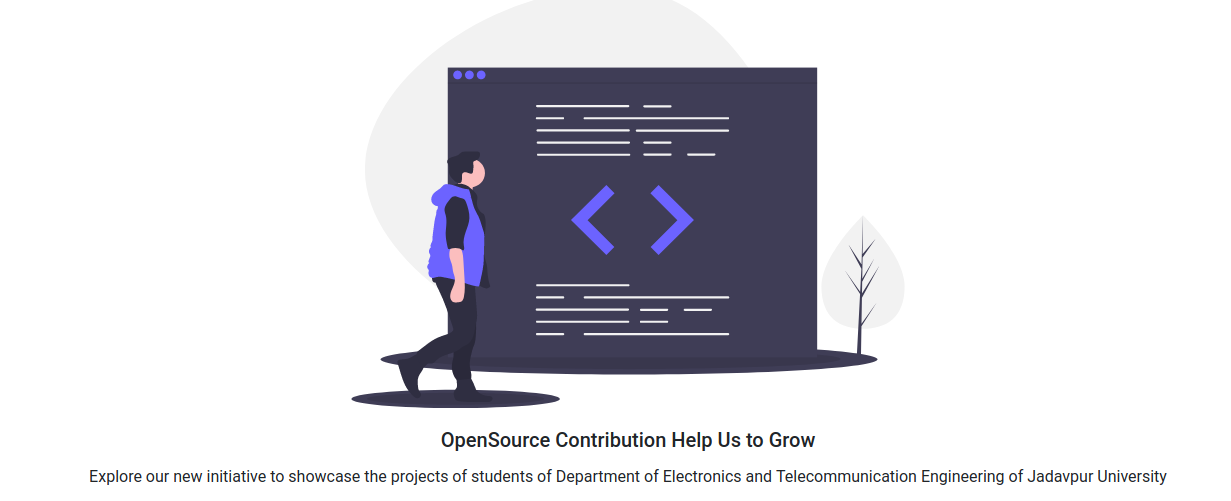 OpenSource Contribution Help Us to Grow
Explore our new initiative to showcase the projects of students of Department of Electronics and Telecommunication Engineering of Jadavpur University